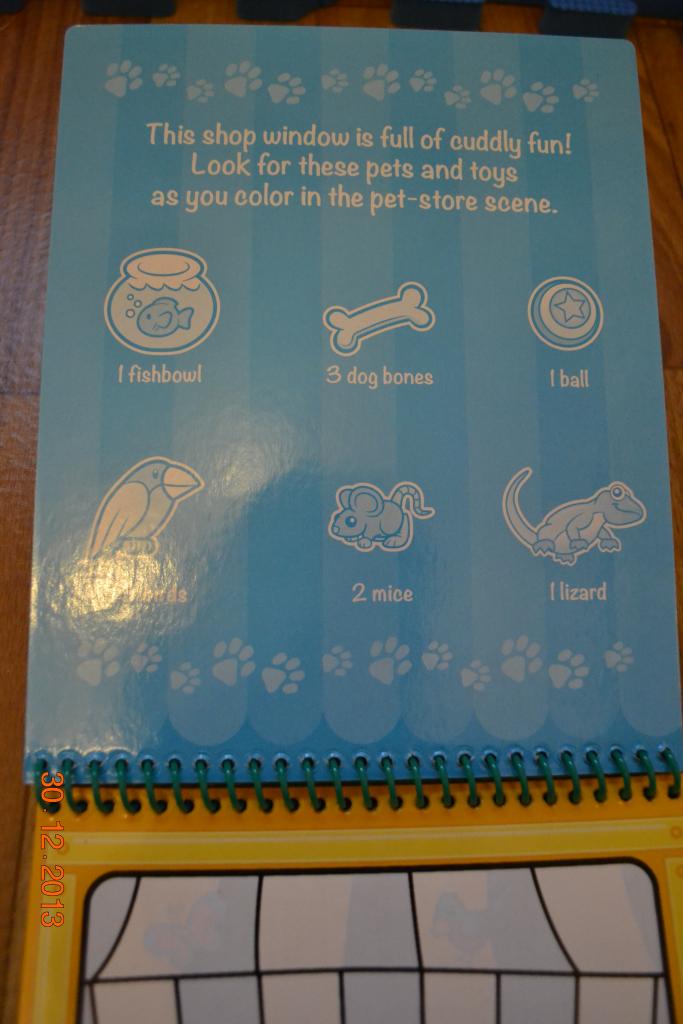 This shop window is full of cuddly fun!
Look for these pets and toys
as you color in the pet-store scene.
1 fishbowl
3 dog bones
1 ball
birds
2 mice
1 lizard
30 12 .2013